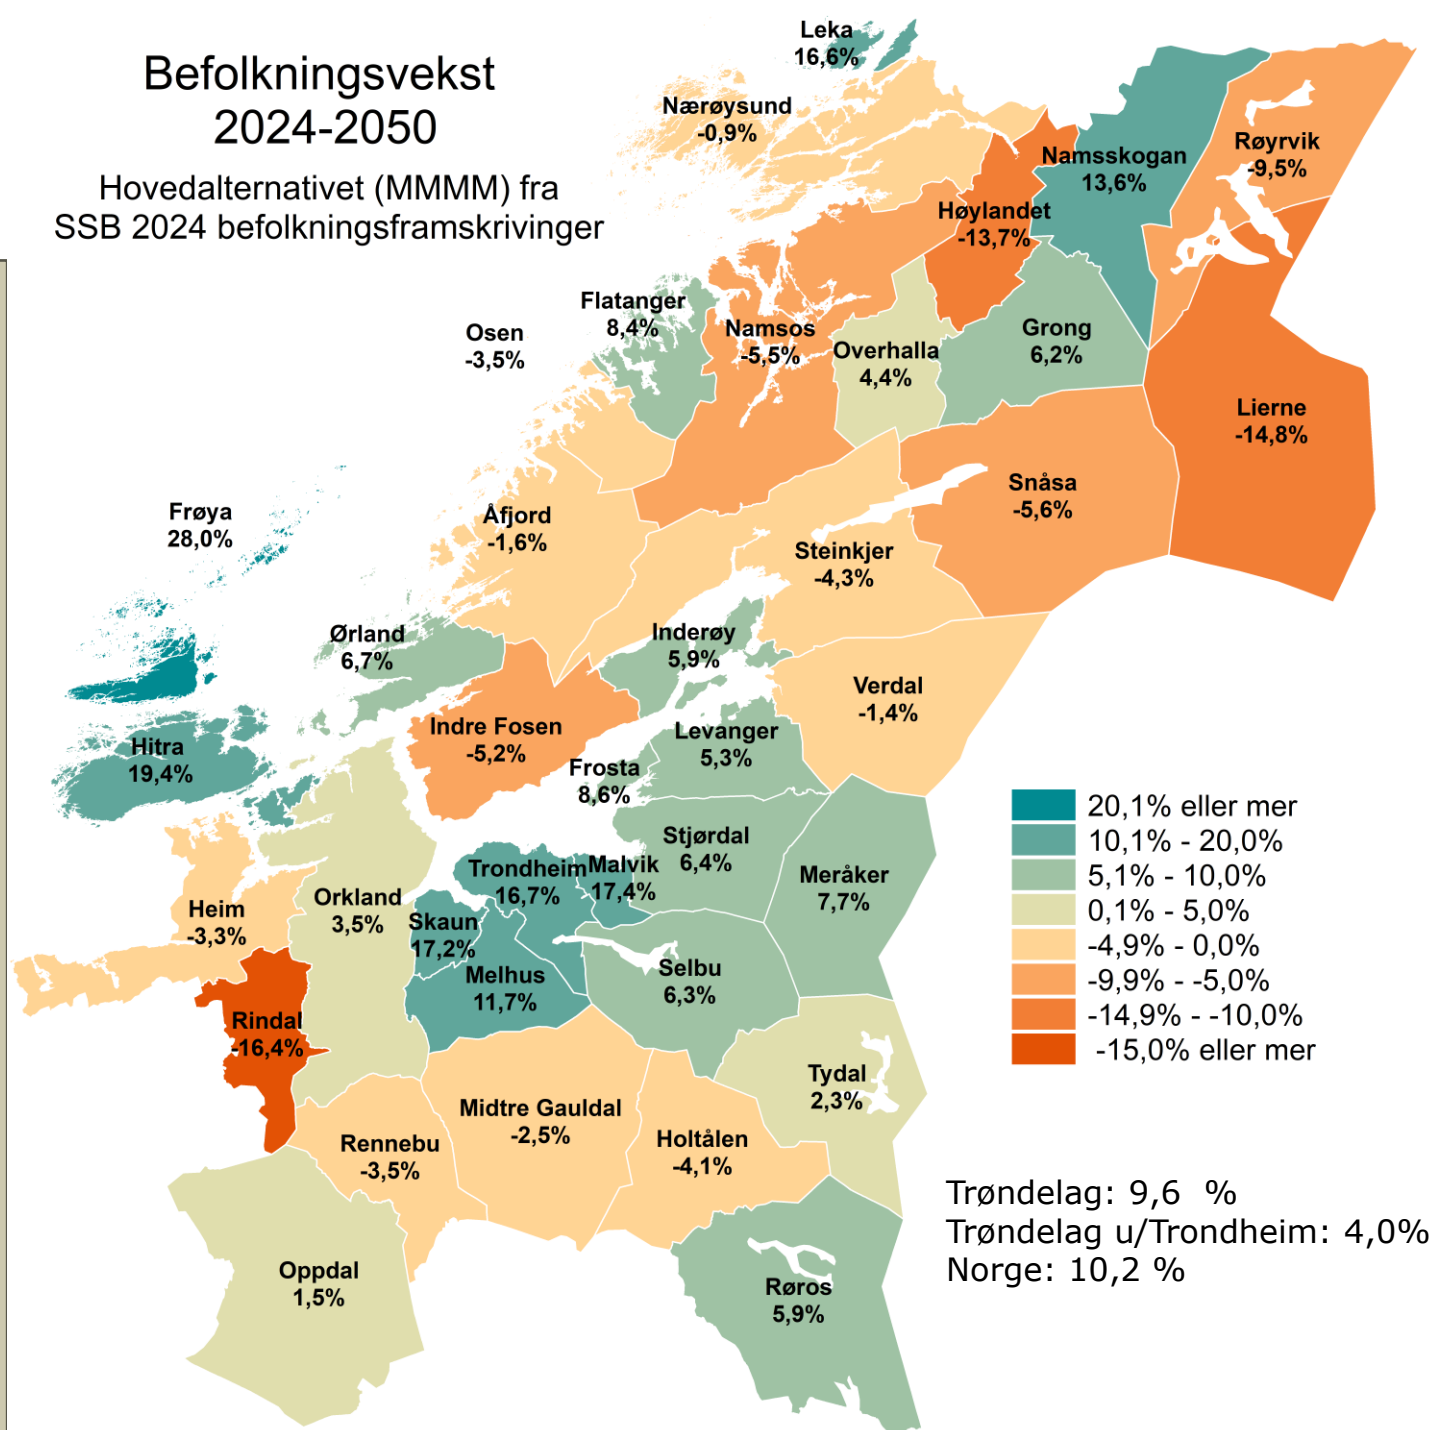 Befolkningsvekst
2024-2050
Hovedalternativet (MMMM) fra
SSB 2024 befolkningsframskrivinger
Leka
16,6%
Nærøysund
-0,9%
Namsskogan
13,6%
Røyrvik
-9,5%
Høylandet
-13,7%
Flatanger
8,4%
Osen
-3,5%
Namsos
-5,5%
Overhalla
4,4%
Grong
6,2%
Lierne
-14,8%
Snåsa
-5,6%
Frøya
28,0%
Åfjord
-1,6%
Steinkjer
-4,3%
Ørland
6,7%
Inderøy
5,9%
Verdal
-1,4%
Indre Fosen
-5,2%
Levanger
5,3%
Hitra
19,4%
Frosta
8,6%
Stjørdal
6,4%
Trondheim
16,7%
Malvik
17,4%
Meråker
7,7%
Orkland
3,5%
Heim
-3,3%
Skaun
17,2%
Melhus
11,7%
Selbu
6,3%
Rindal
-16,4%
Tydal
2,3%
Midtre Gauldal
-2,5%
Rennebu
-3,5%
Holtålen
-4,1%
Oppdal
1,5%
Røros
5,9%
20,1% eller mer
10,1% - 20,0%
5,1% - 10,0%
0,1% - 5,0%
-4,9% - 0,0%
-9,9% - -5,0%
-14,9% - -10,0%
-15,0% eller mer
Trøndelag: 9,6 %
Trøndelag u/Trondheim: 4,0%
Norge: 10,2 %